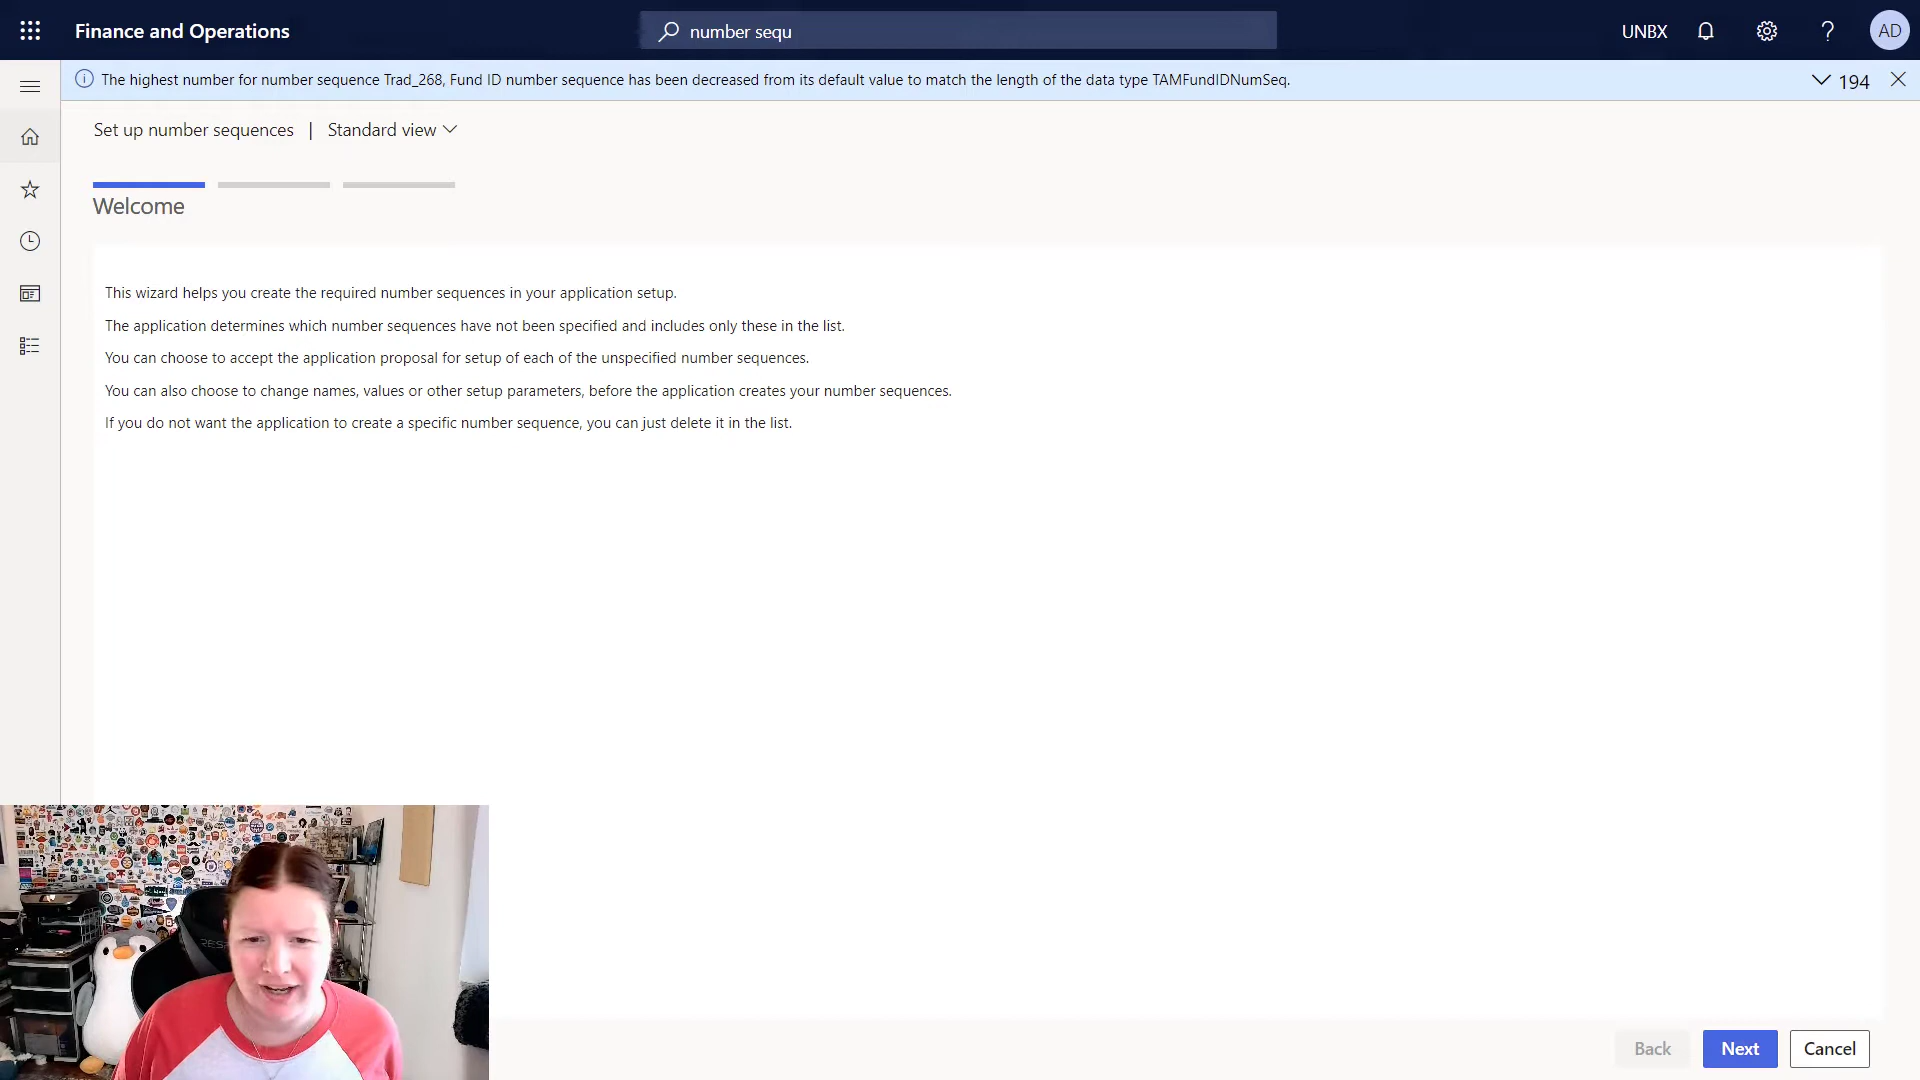 Finance and Operations
number sequ
UNBX
AD
The highest number for number sequence Trad_268, Fund ID number sequence has been decreased from its default value to match the length of the data type TAMFundIDNumSeq.
194
Set up number sequences | Standard view
Welcome
This wizard helps you create the required number sequences in your application setup.
The application determines which number sequences have not been specified and includes only these in the list.
You can choose to accept the application proposal for setup of each of the unspecified number sequences.
You can also choose to change names, values or other setup parameters, before the application creates your number sequences.
If you do not want the application to create a specific number sequence, you can just delete it in the list.
Back
Next
Cancel